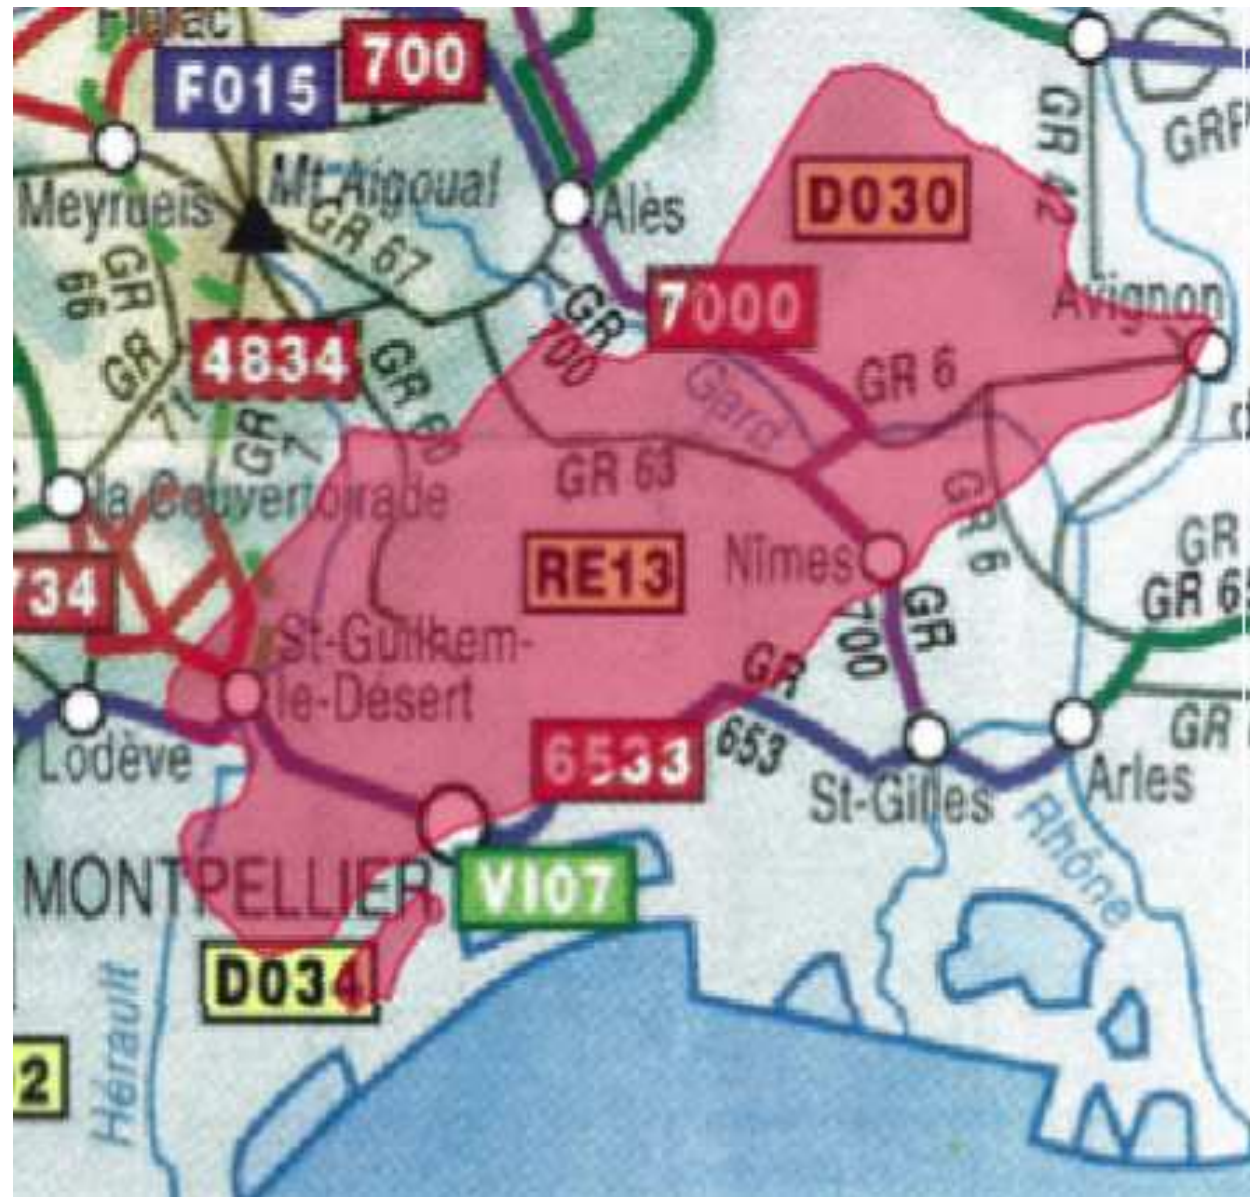 Florac
700
F015
Meyrueis
Mt Aigoual
Alès
GR 67
GR 42
GRP
D030
GR
66
GR
71
4834
GR 60
GR
7
GR
700
7000
Avignon
Gard
GR 6
GR 63
GR 6
la Couvertoirade
734
RE13
Nîmes
GR
GR 65
St-Guilhem-
le-Désert
GR
700
GR
653
Lodève
6533
St-Gilles
Arles
GR
Rhône
MONTPELLIER
VI07
D034
Hérault
2